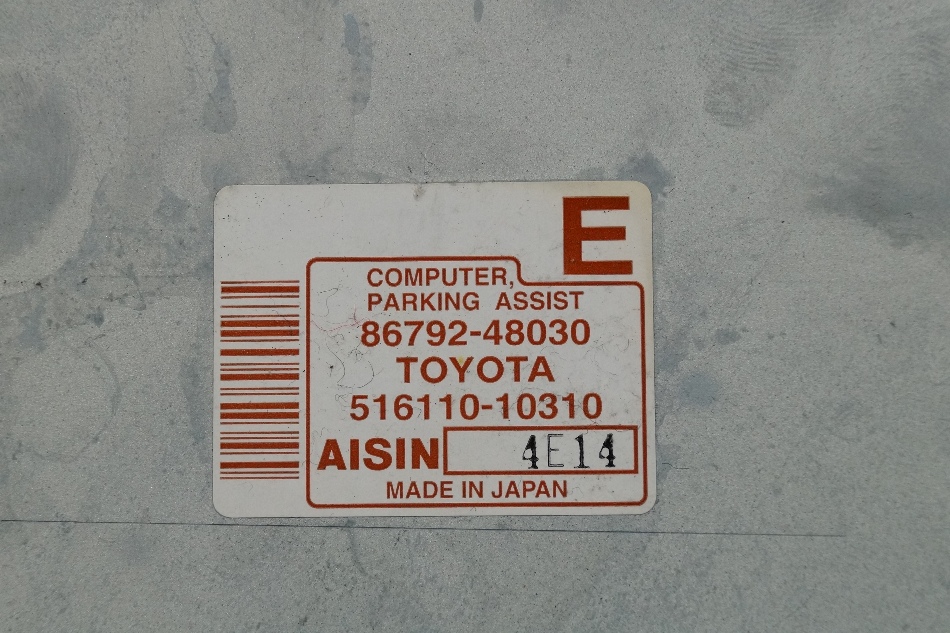 E
COMPUTER,
PARKING ASSIST
86792-48030
TOYOTA
516110-10310
AISIN 4E14
MADE IN JAPAN